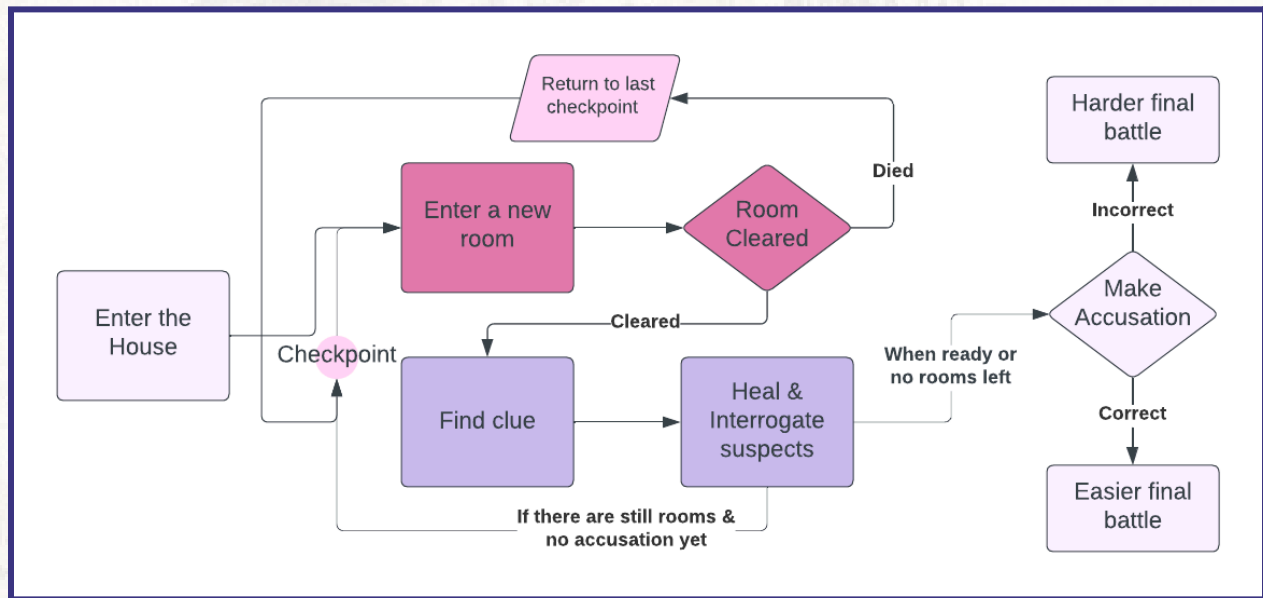 Return to last
checkpoint
Harder final
battle
Died
Enter a new
room
Room
Cleared
Incorrect
Enter the
House
Make
Accusation
Cleared
Checkpoint
When ready or
no rooms left
Find clue
Heal &
Interrogate
suspects
Correct
If there are still rooms &
no accusation yet
Easier final
battle